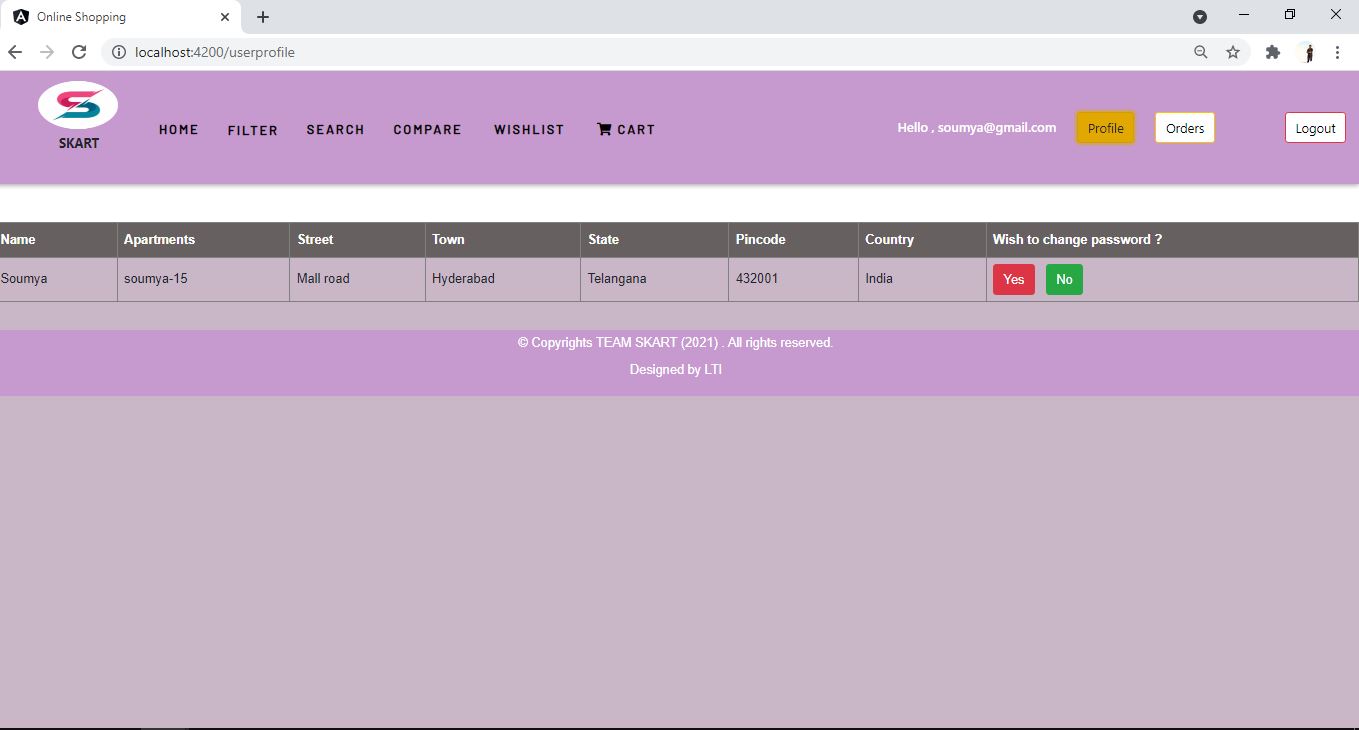 Online Shopping
localhost:4200/userprofile
SKART
HOME FILTER SEARCH COMPARE WISHLIST CART
Hello , soumya@gmail.com Profile Orders Logout
Name Apartments Street Town State Pincode Country Wish to change password ?
Soumya soumya-15 Mall road Hyderabad Telangana 432001 India Yes No
© Copyrights TEAM SKART (2021) . All rights reserved.
Designed by LTI